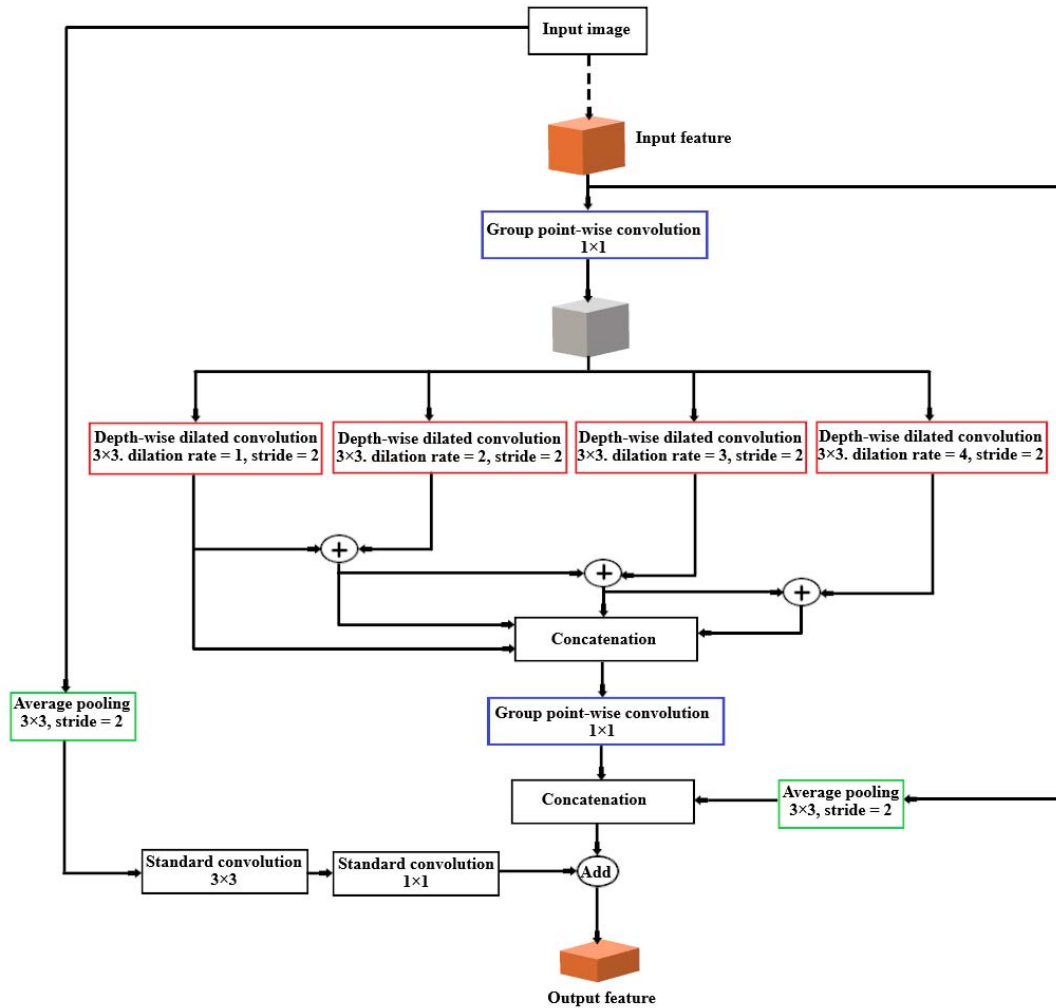 Input image
Input feature
Group point-wise convolution
1×1
Depth-wise dilated convolution
3×3. dilation rate = 1, stride = 2
Depth-wise dilated convolution
3×3. dilation rate = 2, stride = 2
Depth-wise dilated convolution
3×3. dilation rate = 3, stride = 2
Depth-wise dilated convolution
3×3. dilation rate = 4, stride = 2
+
+
+
Concatenation
Average pooling
3×3, stride = 2
Group point-wise convolution
1×1
Concatenation
Average pooling
3×3, stride = 2
Standard convolution
3×3
Standard convolution
1×1
Add
Output feature